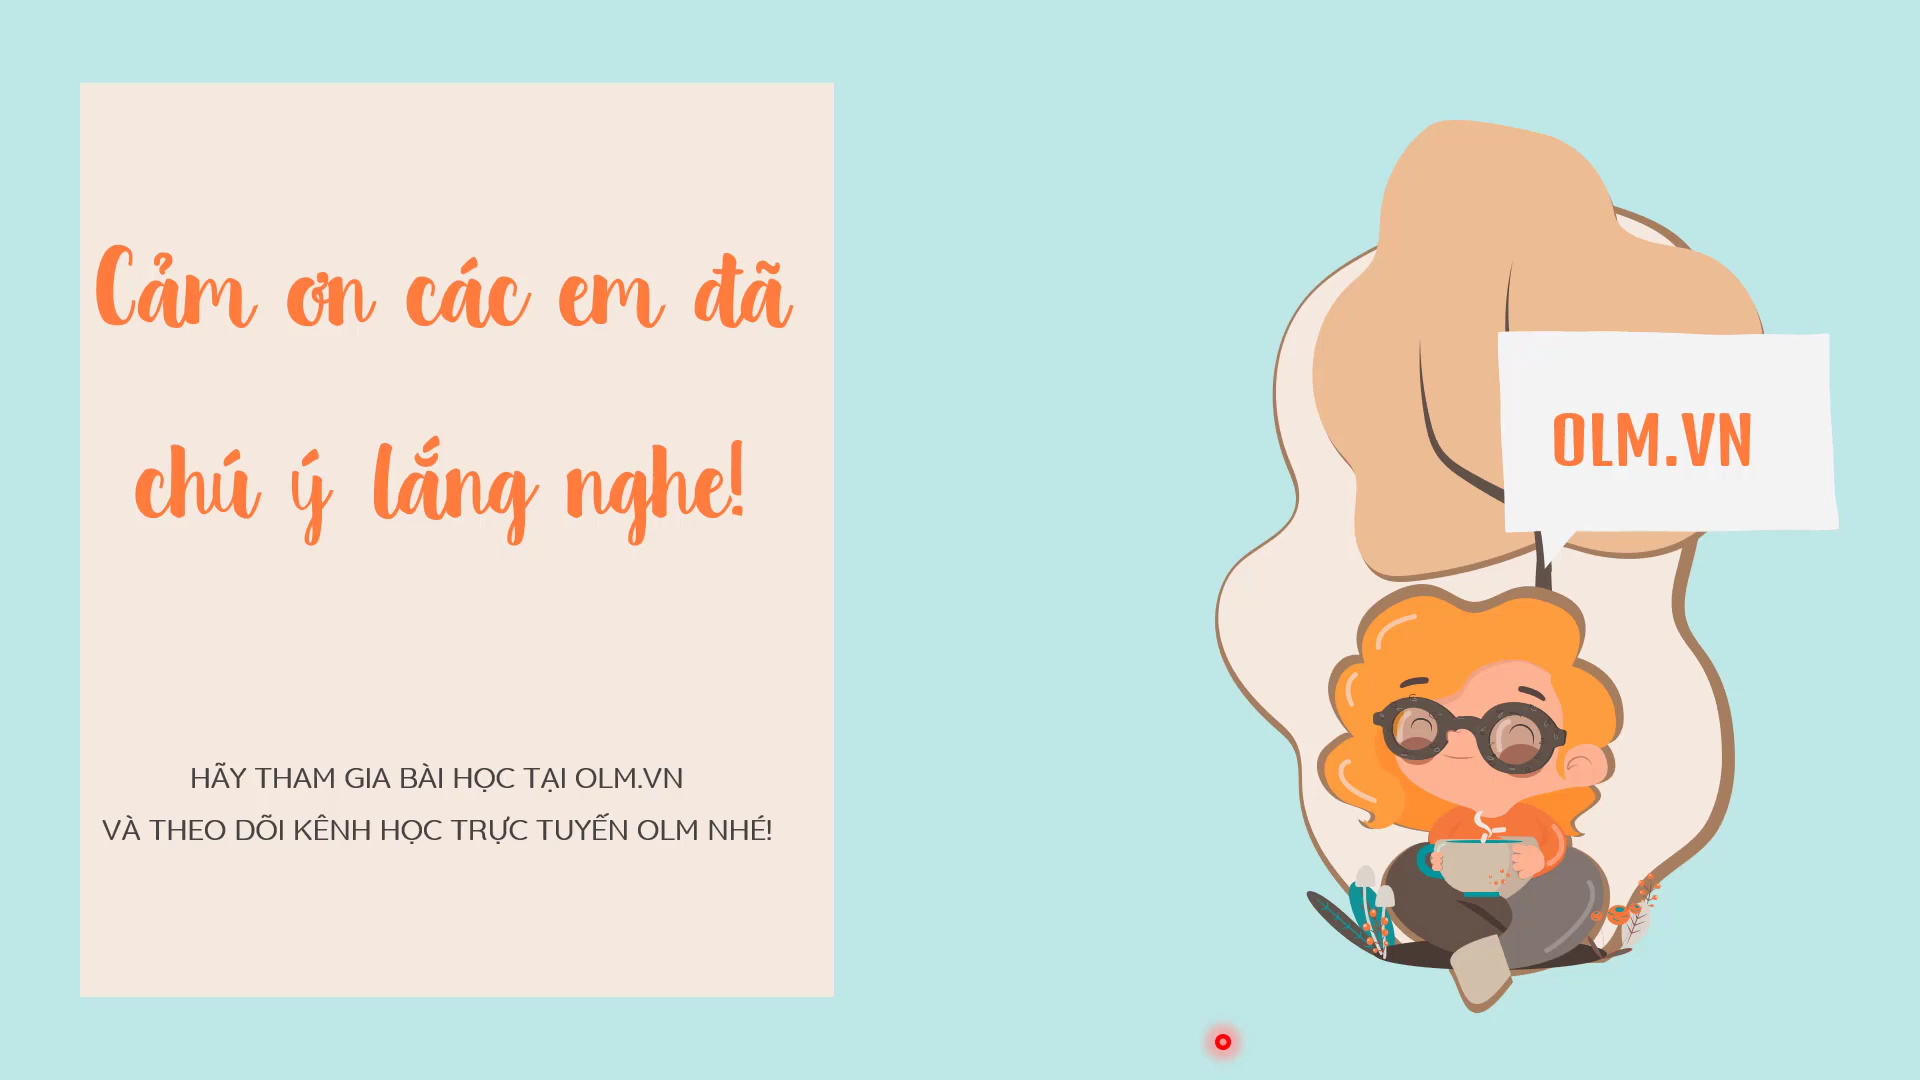 Cảm ơn các em đã
chú ý lắng nghe!
HÃY THAM GIA BÀI HỌC TẠI OLM.VN
VÀ THEO DÕI KÊNH HỌC TRỰC TUYẾN OLM NHÉ!
OLM.VN